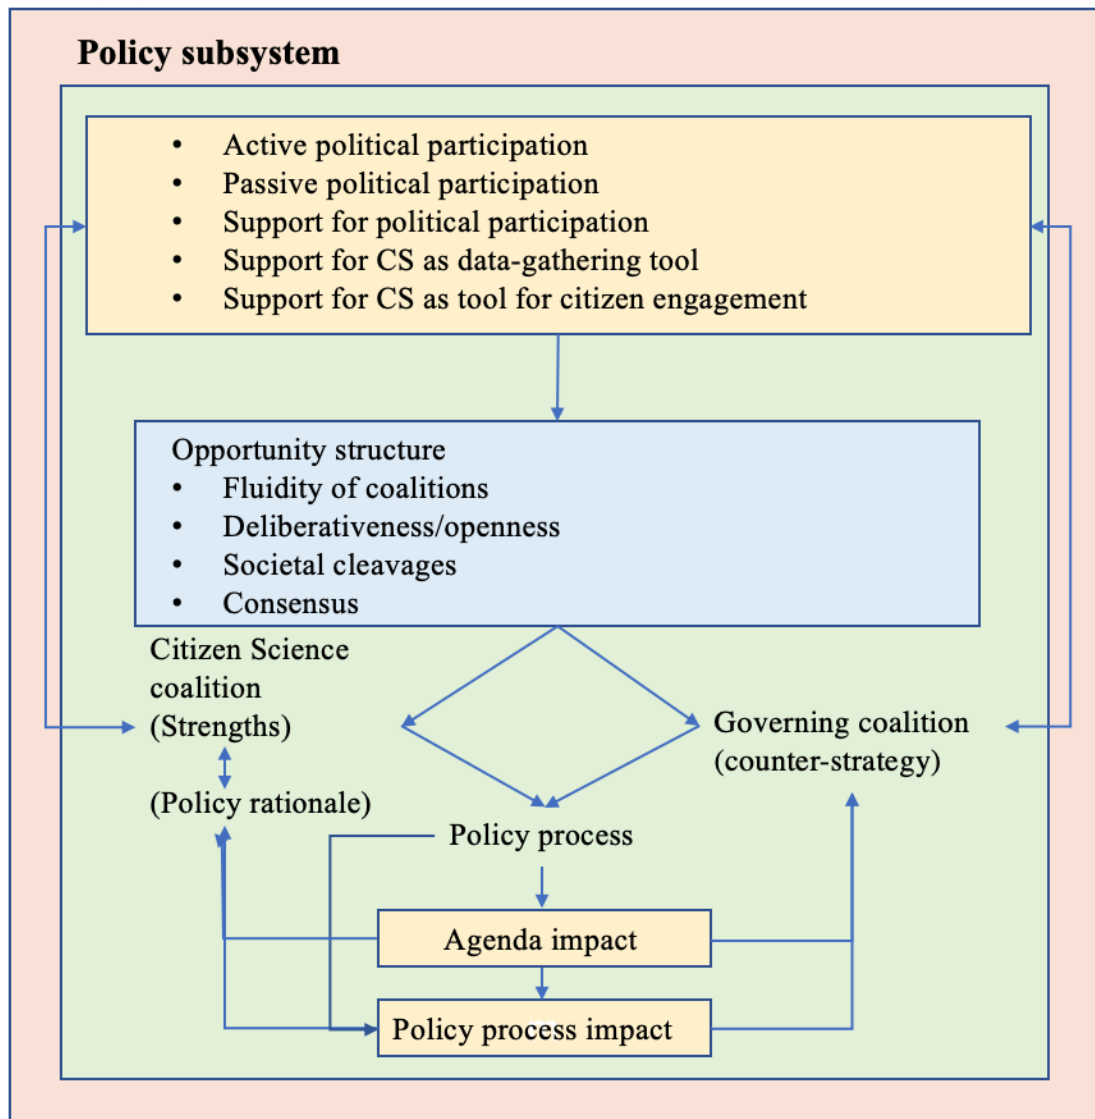 Policy subsystem
• Active political participation
• Passive political participation
• Support for political participation
• Support for CS as data-gathering tool
• Support for CS as tool for citizen engagement
Opportunity structure
• Fluidity of coalitions
• Deliberativeness/openness
• Societal cleavages
• Consensus
Citizen Science
coalition
(Strengths)
(Policy rationale)
Governing coalition
(counter-strategy)
Policy process
Agenda impact
Policy process impact